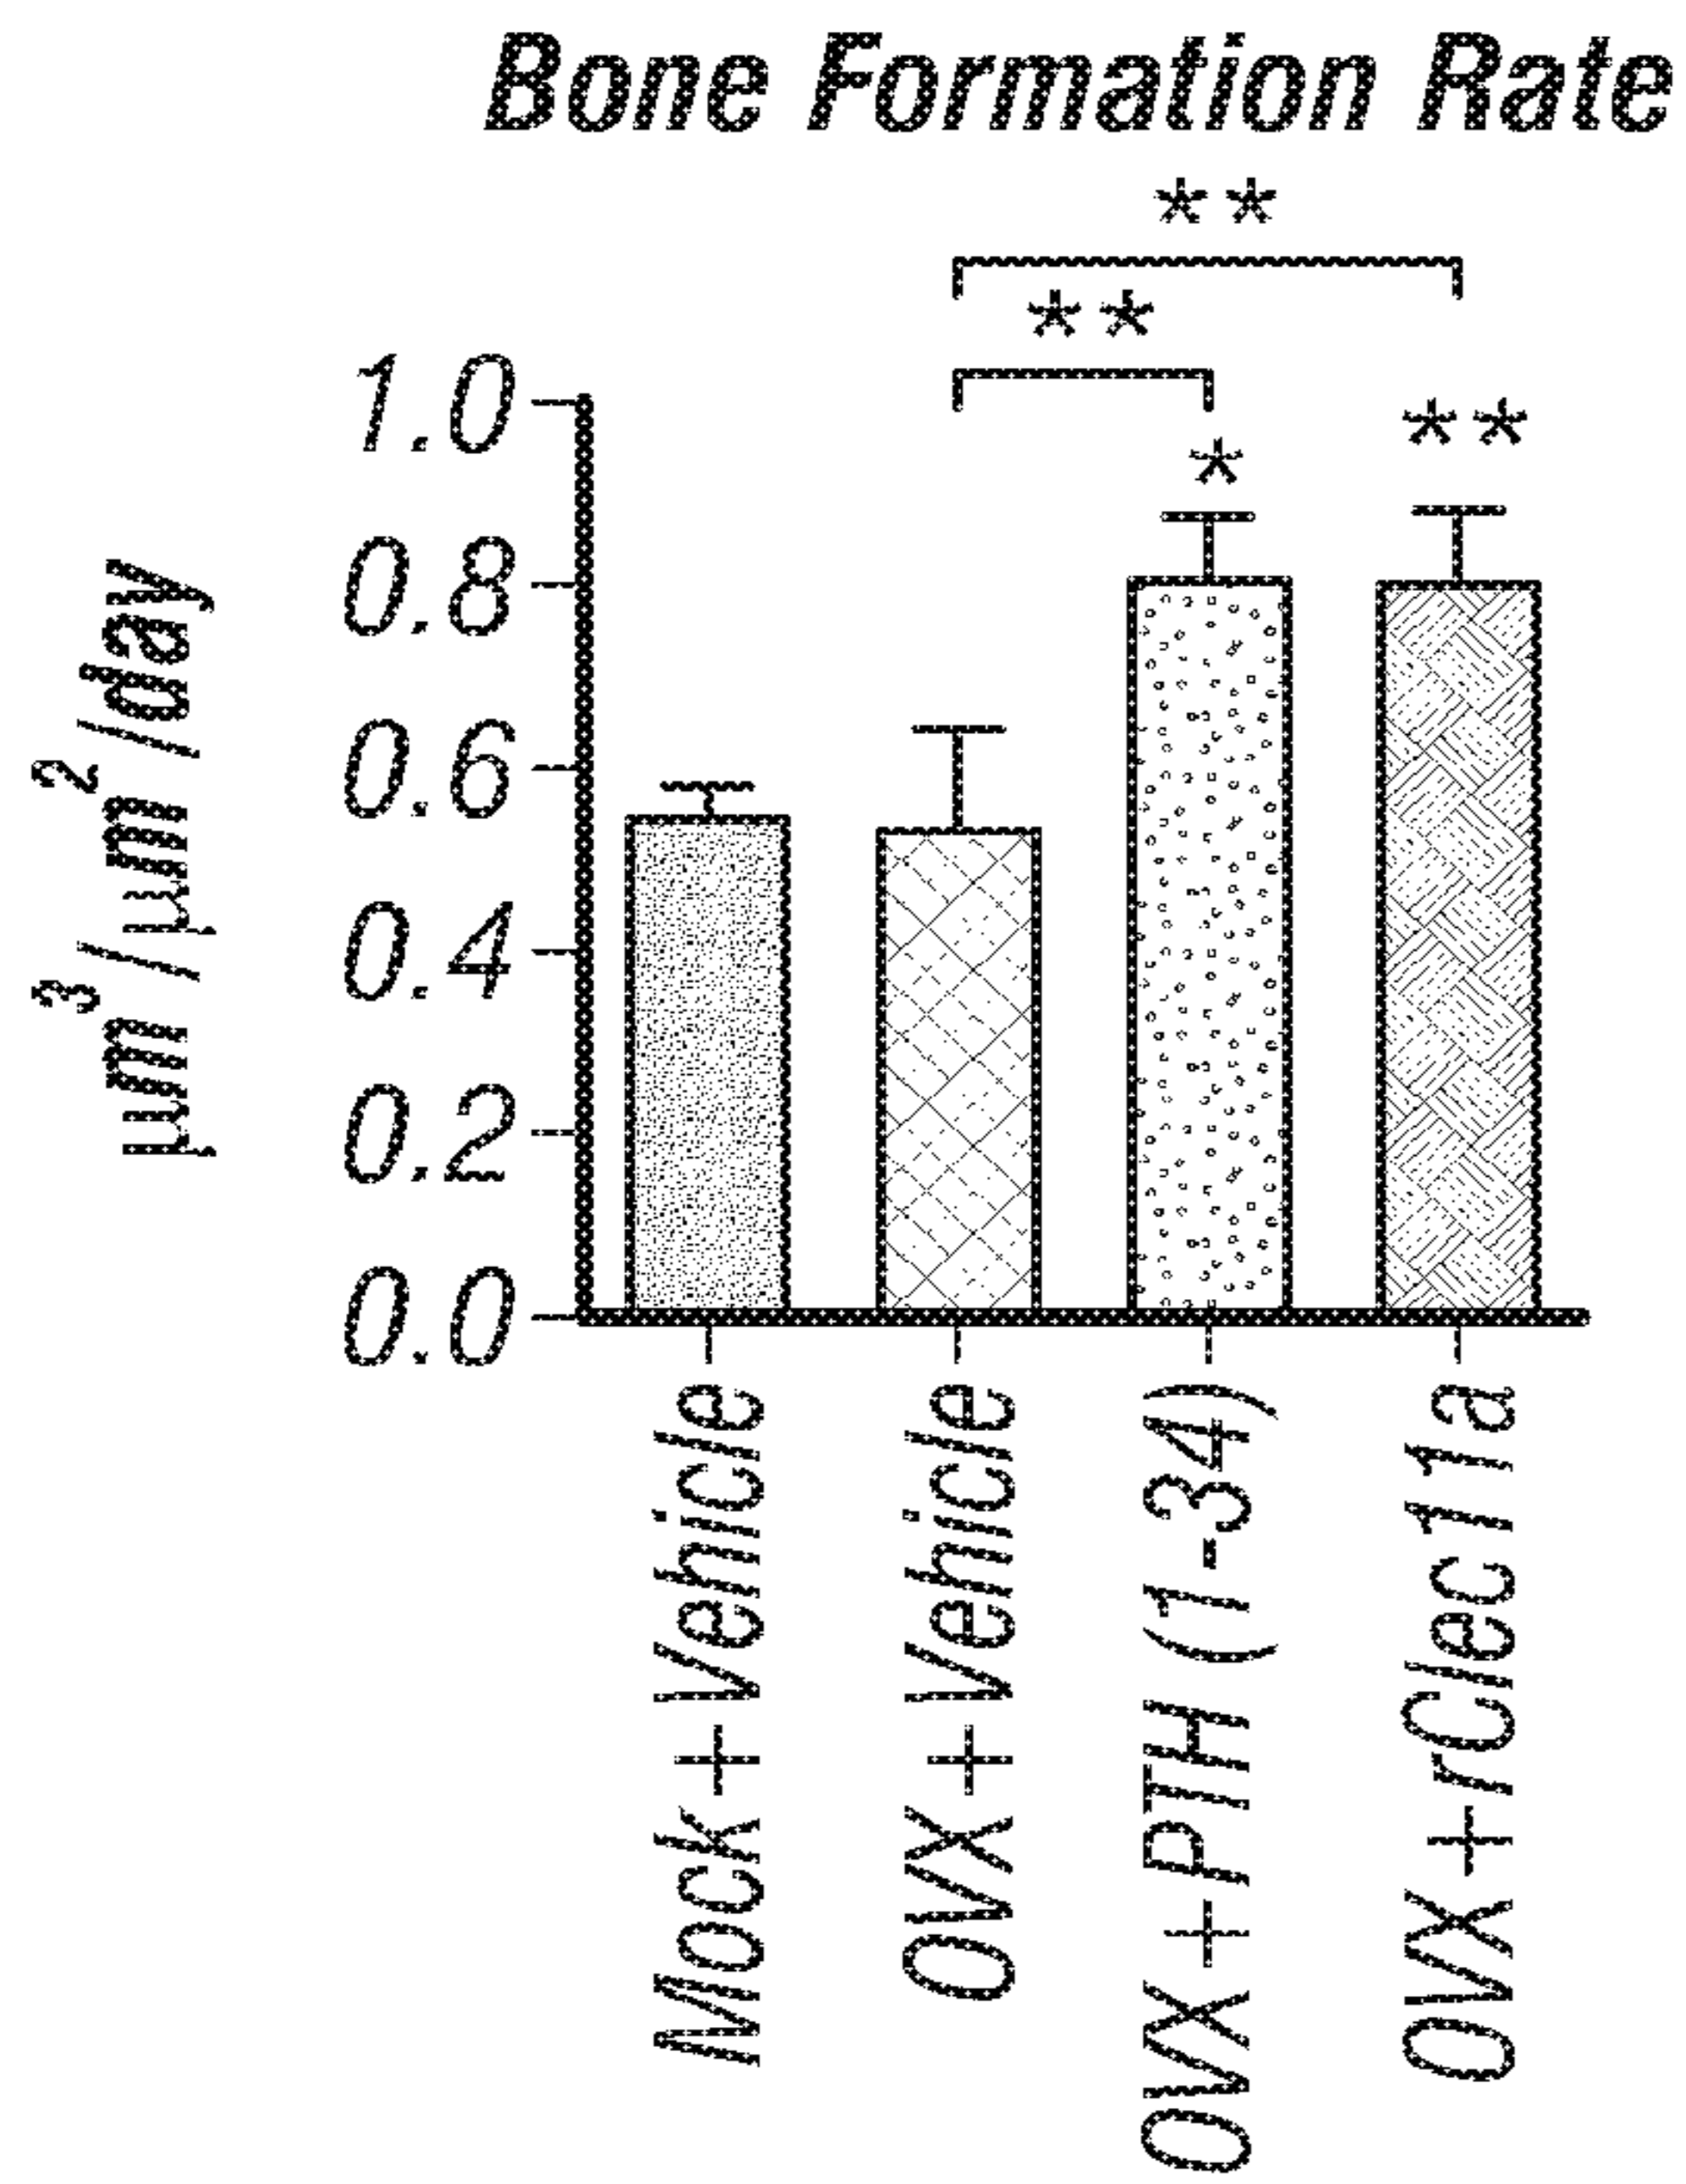 Bone Formation Rate
**
**
*
**
μm³/μm²/day
1.0
0.8
0.6
0.4
0.2
0.0
Mock+Vehicle
OVX+Vehicle
OVX+PTH (1-34)
OVX+rClec11a